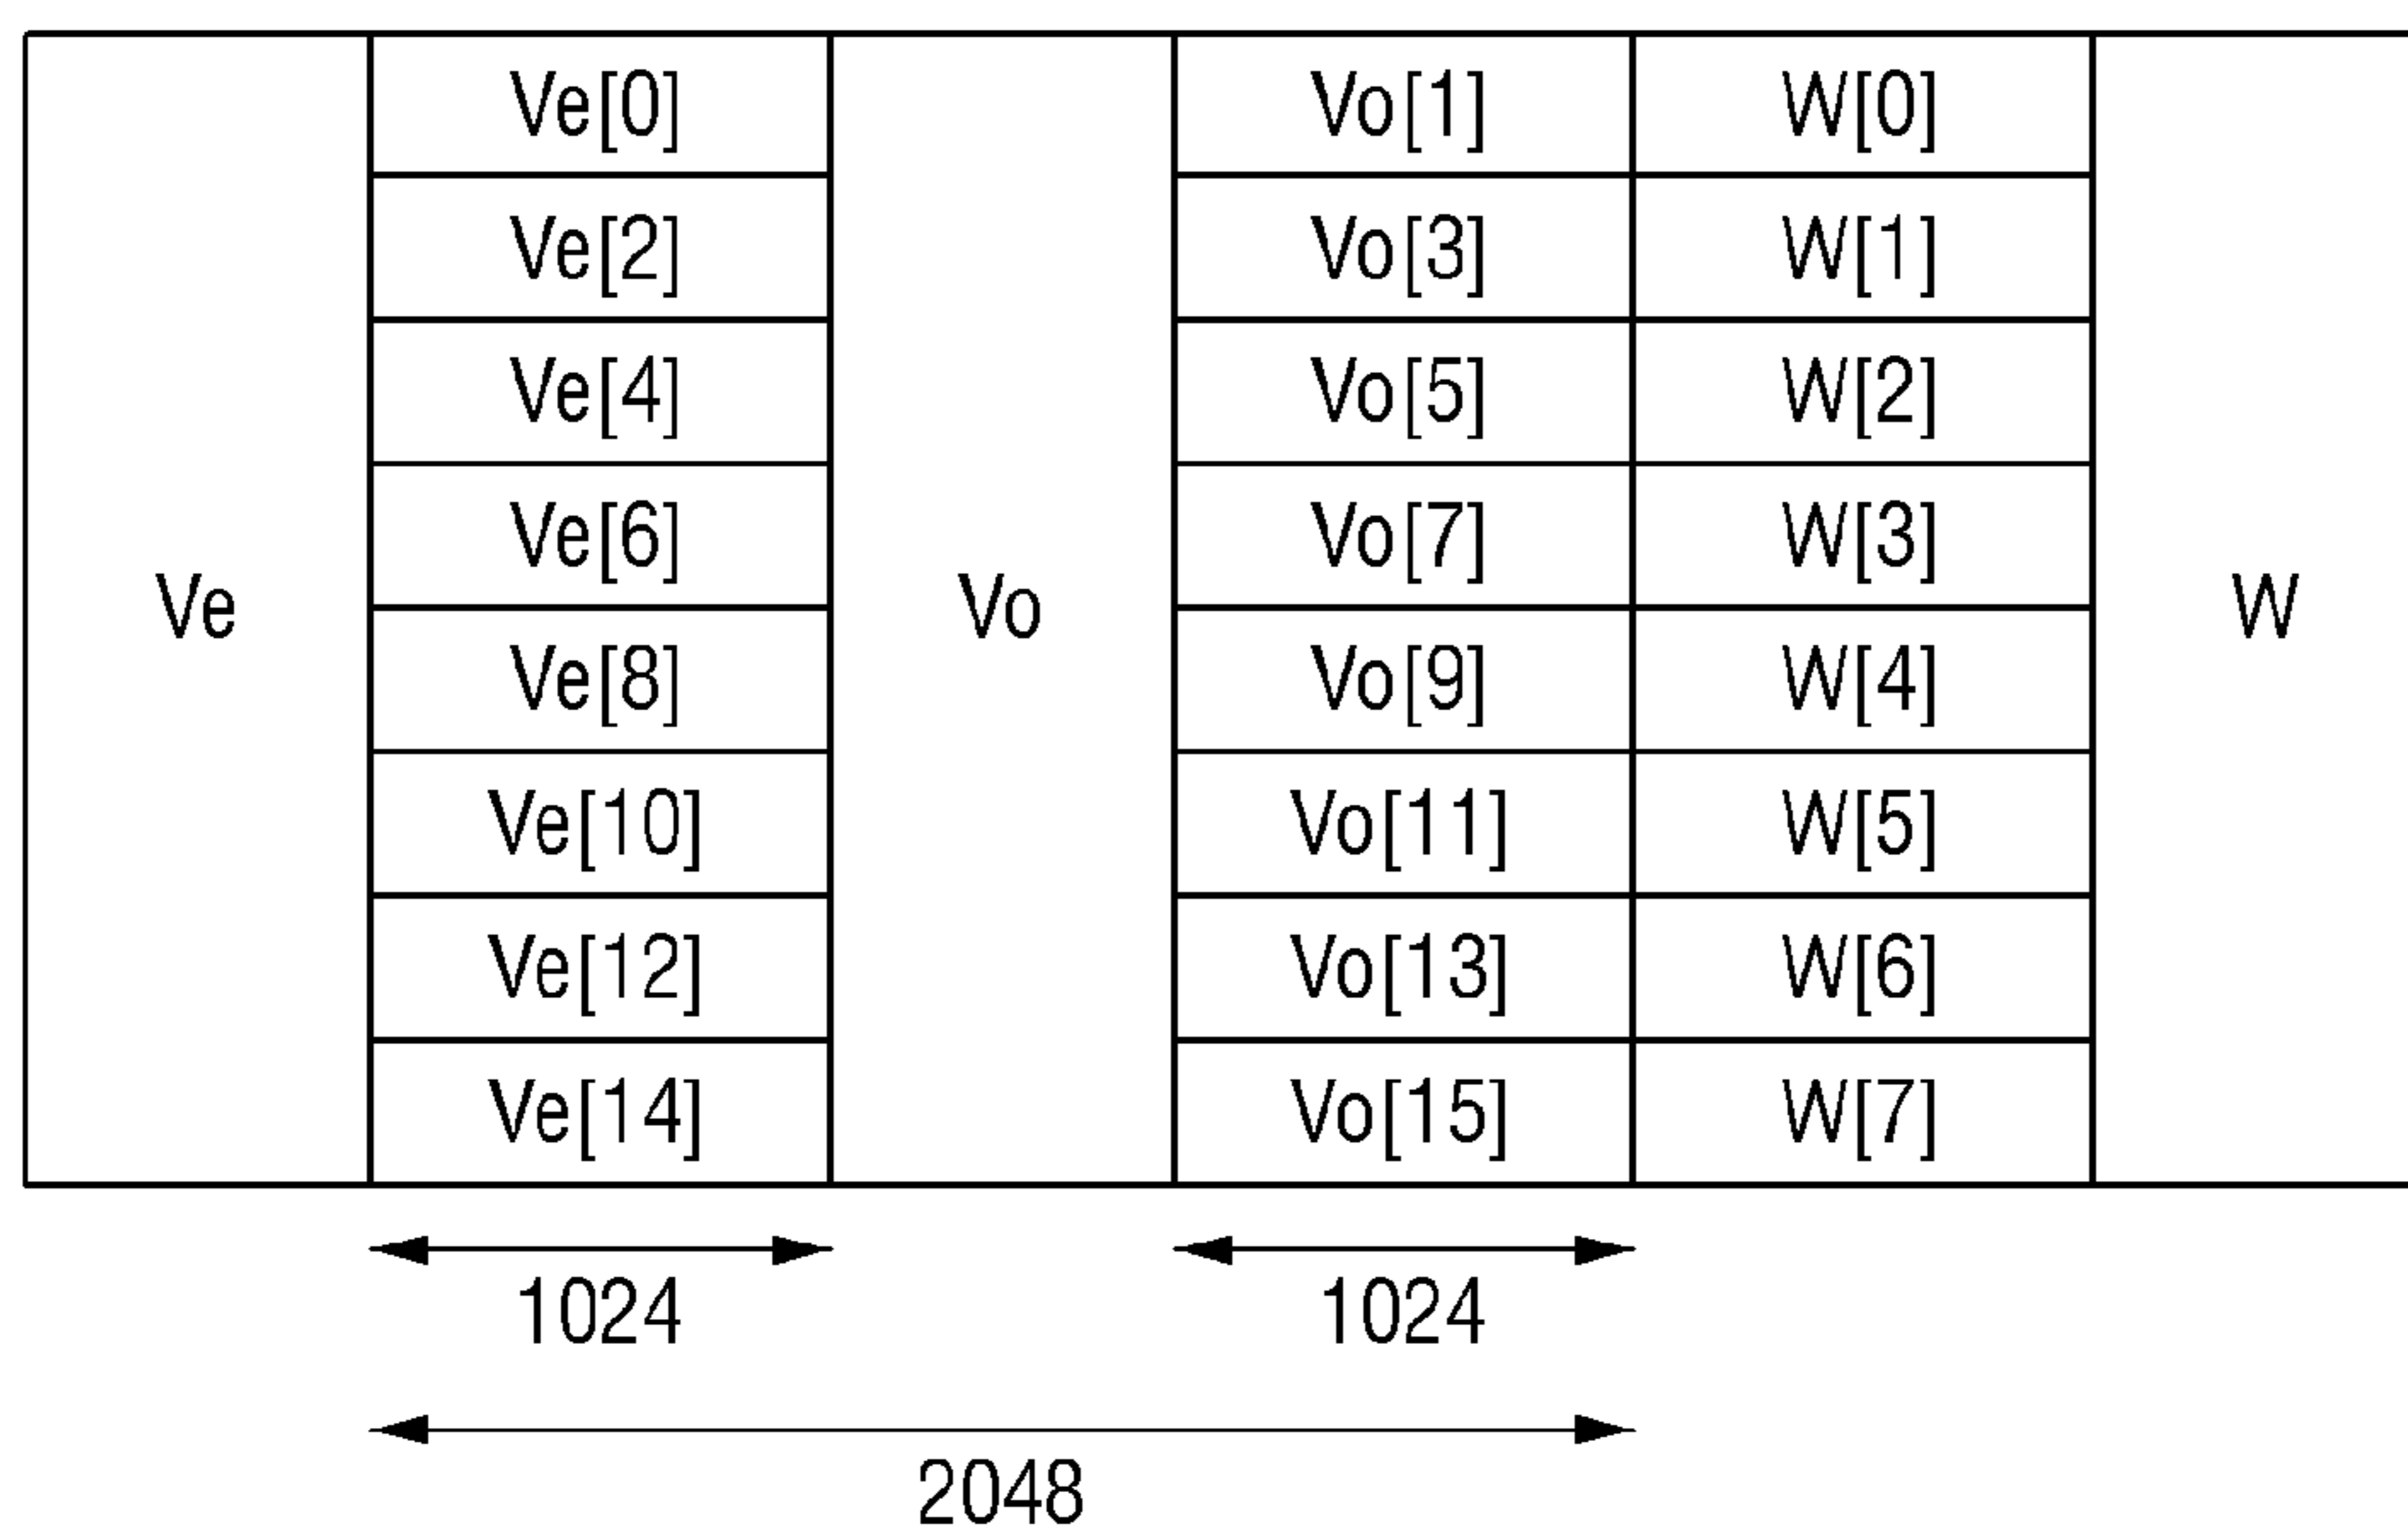 Ve[0] Vo[1] W[0]
Ve[2] Vo[3] W[1]
Ve[4] Vo[5] W[2]
Ve[6] Vo[7] W[3]
Ve Vo W
Ve[8] Vo[9] W[4]
Ve[10] Vo[11] W[5]
Ve[12] Vo[13] W[6]
Ve[14] Vo[15] W[7]
1024 1024
2048